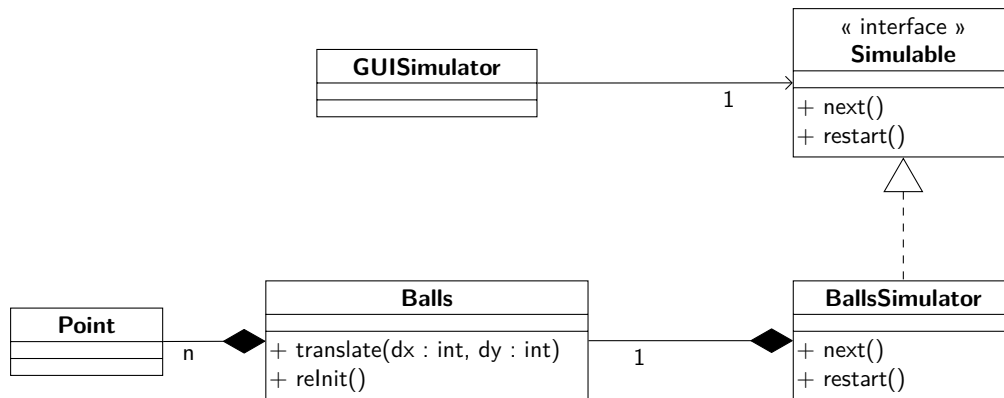 « interface »
Simulable
GUISimulator
1
+ next()
+ restart()
Point
n
Balls
+ translate(dx : int, dy : int)
+ reInit()
1
BallsSimulator
+ next()
+ restart()